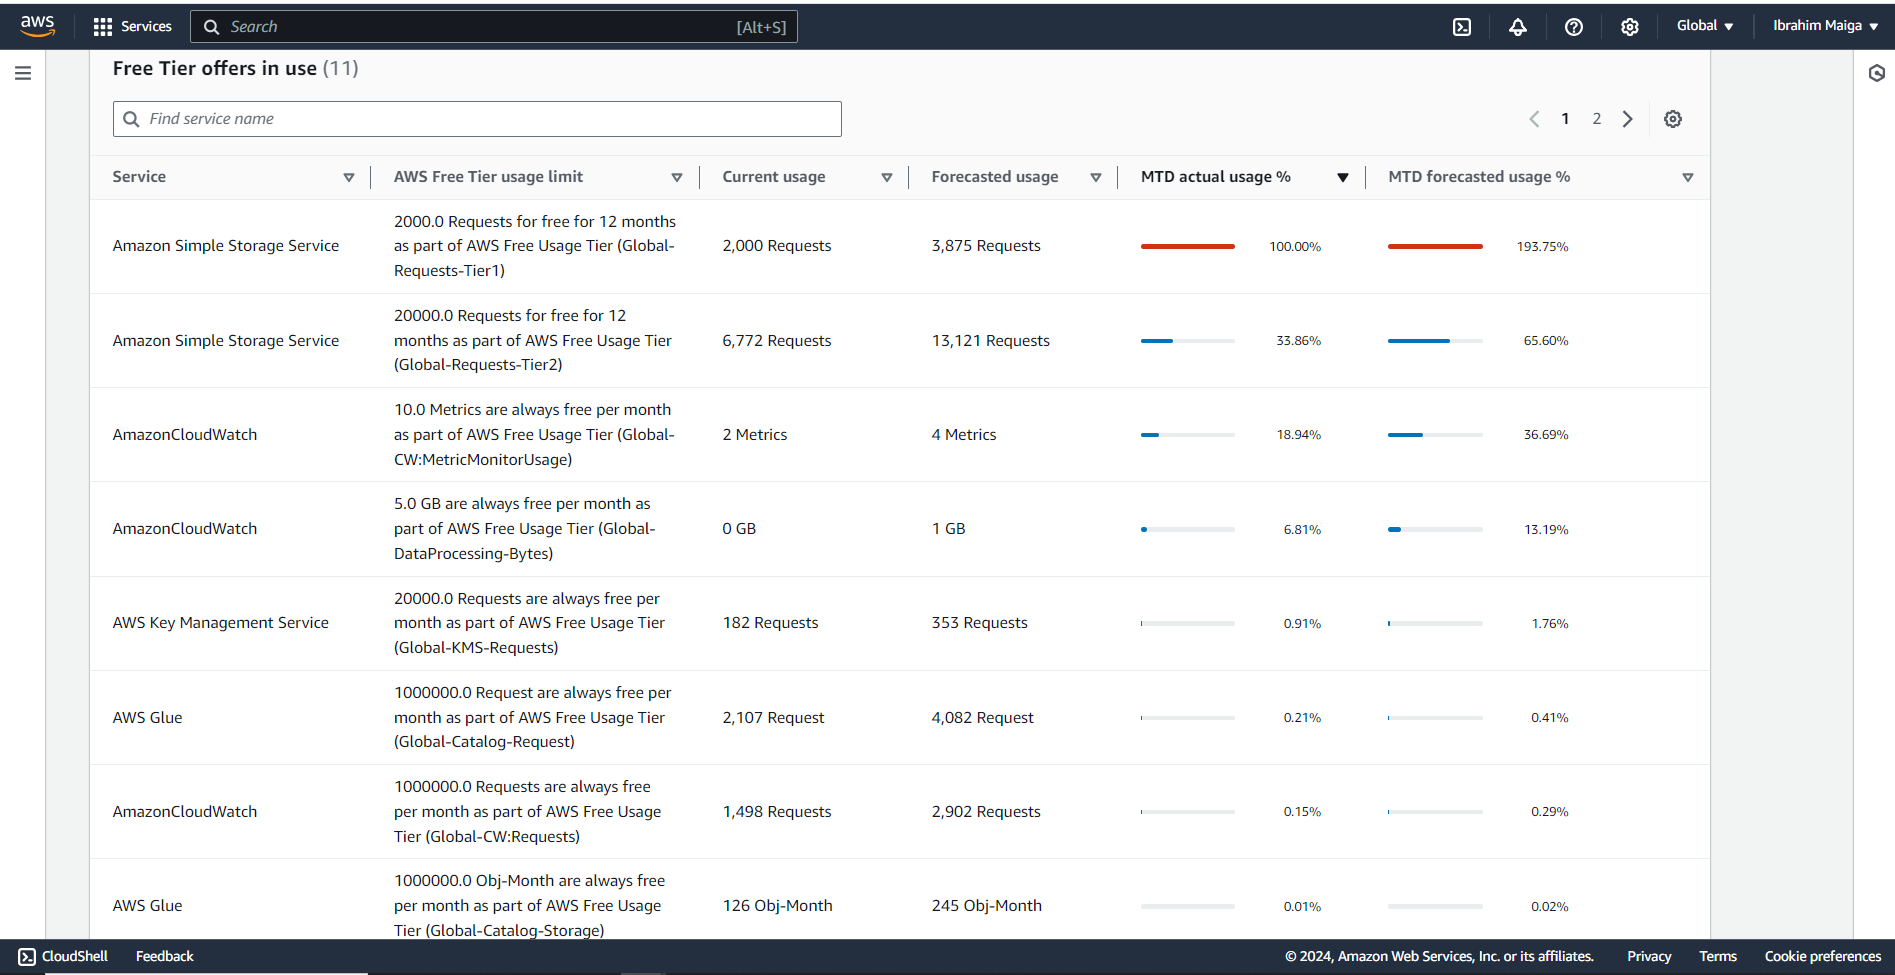 aws Services Search [Alt+S] Global Ibrahim Maiga
Free Tier offers in use (11)
Find service name
1 2
Service AWS Free Tier usage limit Current usage Forecasted usage MTD actual usage % MTD forecasted usage %
2000.0 Requests for free for 12 months
Amazon Simple Storage Service as part of AWS Free Usage Tier (Global- 2,000 Requests 3,875 Requests 100.00% 193.75%
Requests-Tier1)
20000.0 Requests for free for 12
Amazon Simple Storage Service months as part of AWS Free Usage Tier 6,772 Requests 13,121 Requests 33.86% 65.60%
(Global-Requests-Tier2)
10.0 Metrics are always free per month
AmazonCloudWatch as part of AWS Free Usage Tier (Global- 2 Metrics 4 Metrics 18.94% 36.69%
CW:MetricMonitorUsage)
5.0 GB are always free per month as
AmazonCloudWatch part of AWS Free Usage Tier (Global- 0 GB 1 GB 6.81% 13.19%
DataProcessing-Bytes)
20000.0 Requests are always free per
AWS Key Management Service month as part of AWS Free Usage Tier 182 Requests 353 Requests 0.91% 1.76%
(Global-KMS-Requests)
1000000.0 Request are always free per
AWS Glue month as part of AWS Free Usage Tier 2,107 Request 4,082 Request 0.21% 0.41%
(Global-Catalog-Request)
1000000.0 Requests are always free
AmazonCloudWatch per month as part of AWS Free Usage 1,498 Requests 2,902 Requests 0.15% 0.29%
Tier (Global-CW:Requests)
1000000.0 Obj-Month are always free
AWS Glue per month as part of AWS Free Usage 126 Obj-Month 245 Obj-Month 0.01% 0.02%
Tier (Global-Catalog-Storage)
CloudShell Feedback © 2024, Amazon Web Services, Inc. or its affiliates. Privacy Terms Cookie preferences